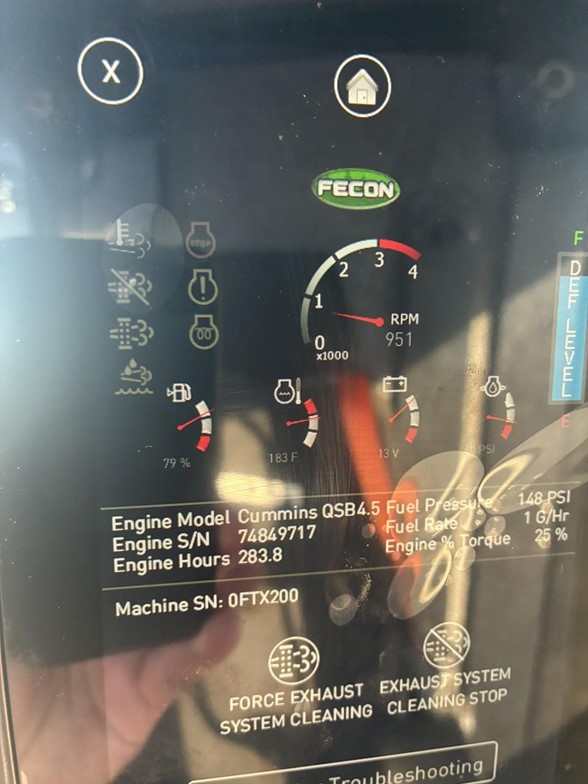 X
FECON
STOP
0
1
2
3
4
x1000
RPM
951
F
DEF LEVEL
E
79 %
183 F
13 V
PSI
Engine Model Cummins QSB4.5
Engine S/N 74849717
Engine Hours 283.8
Fuel Pressure 148 PSI
Fuel Rate 1 G/Hr
Engine % Torque 25 %
Machine SN: 0FTX200
FORCE EXHAUST
SYSTEM CLEANING
EXHAUST SYSTEM
CLEANING STOP
Troubleshooting